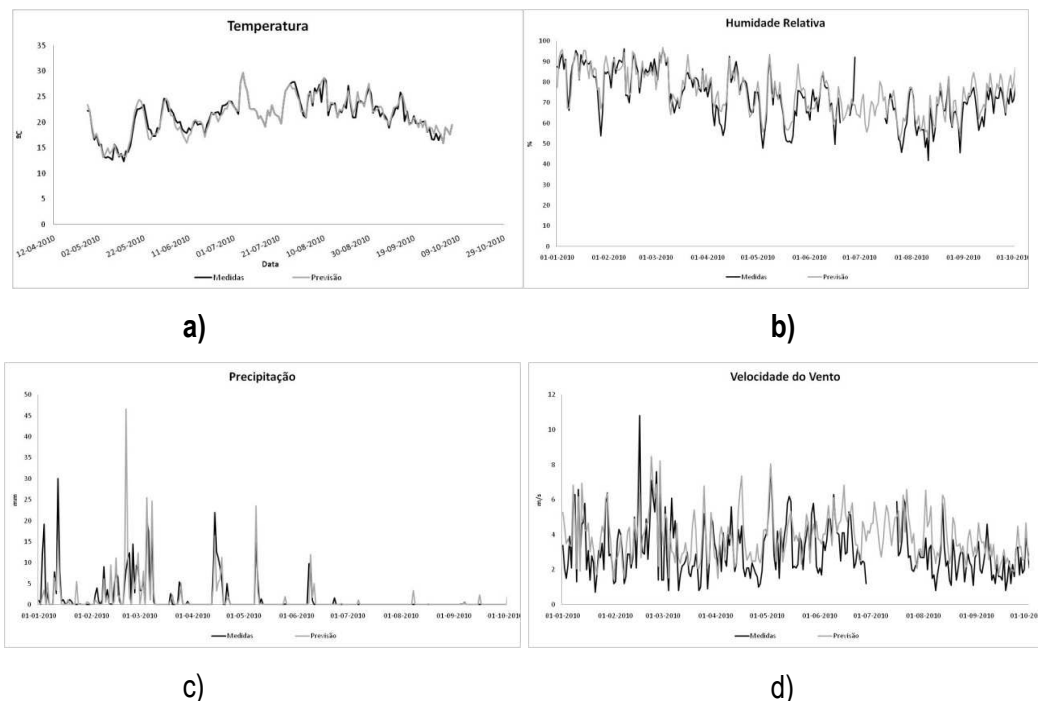 Temperatura
35
30
25
20
15
10
5
0
ºC
12-04-2010 02-05-2010 22-05-2010 11-06-2010 01-07-2010 21-07-2010 10-08-2010 30-08-2010 19-09-2010 09-10-2010 29-10-2010
Data
Medidas Previsão
a)
Humidade Relativa
100
90
80
70
60
50
40
30
20
10
0
%
01-01-2010 01-02-2010 01-03-2010 01-04-2010 01-05-2010 01-06-2010 01-07-2010 01-08-2010 01-09-2010 01-10-2010
Medidas Previsão
b)
Precipitação
50
45
40
35
30
25
20
15
10
5
0
mm
01-01-2010 01-02-2010 01-03-2010 01-04-2010 01-05-2010 01-06-2010 01-07-2010 01-08-2010 01-09-2010 01-10-2010
Medidas Previsão
c)
Velocidade do Vento
12
10
8
6
4
2
0
m/s
01-01-2010 01-02-2010 01-03-2010 01-04-2010 01-05-2010 01-06-2010 01-07-2010 01-08-2010 01-09-2010 01-10-2010
Medidas Previsão
d)